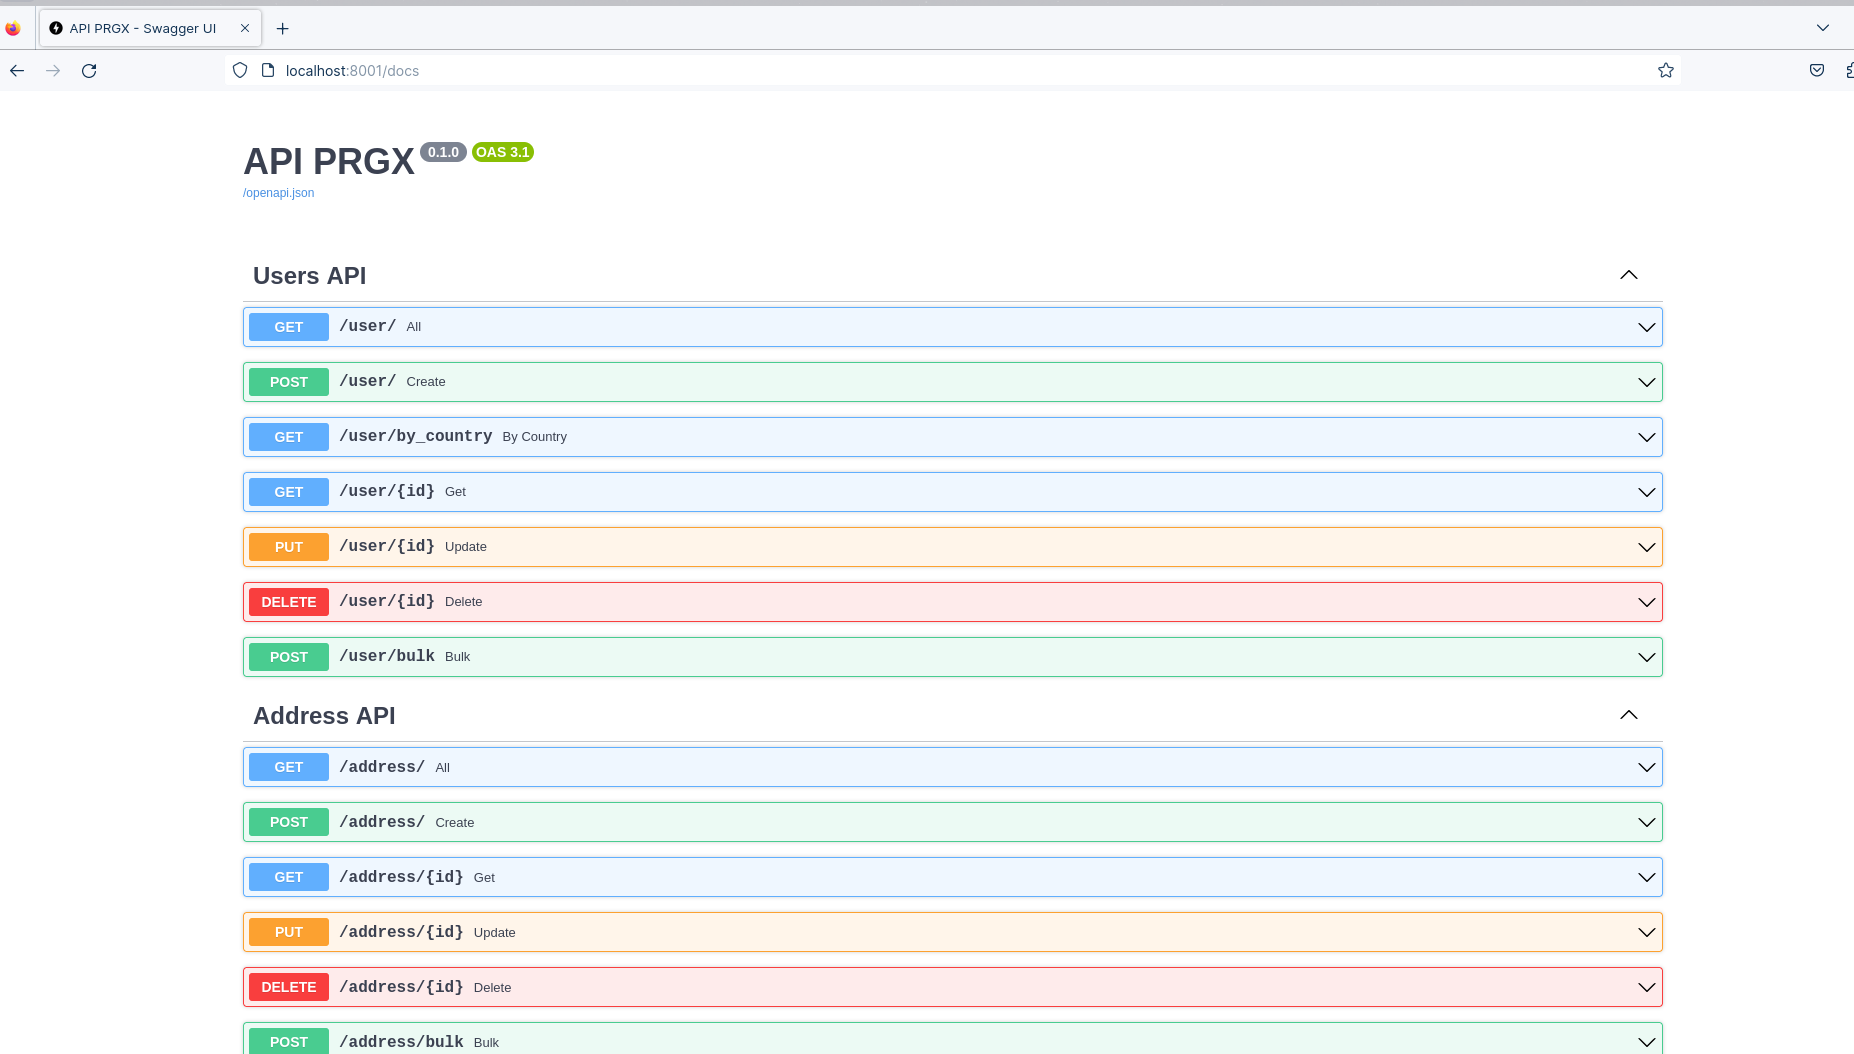 API PRGX - Swagger UI
localhost:8001/docs
API PRGX 0.1.0 OAS 3.1
/openapi.json
Users API
GET /user/ All
POST /user/ Create
GET /user/by_country By Country
GET /user/{id} Get
PUT /user/{id} Update
DELETE /user/{id} Delete
POST /user/bulk Bulk
Address API
GET /address/ All
POST /address/ Create
GET /address/{id} Get
PUT /address/{id} Update
DELETE /address/{id} Delete
POST /address/bulk Bulk